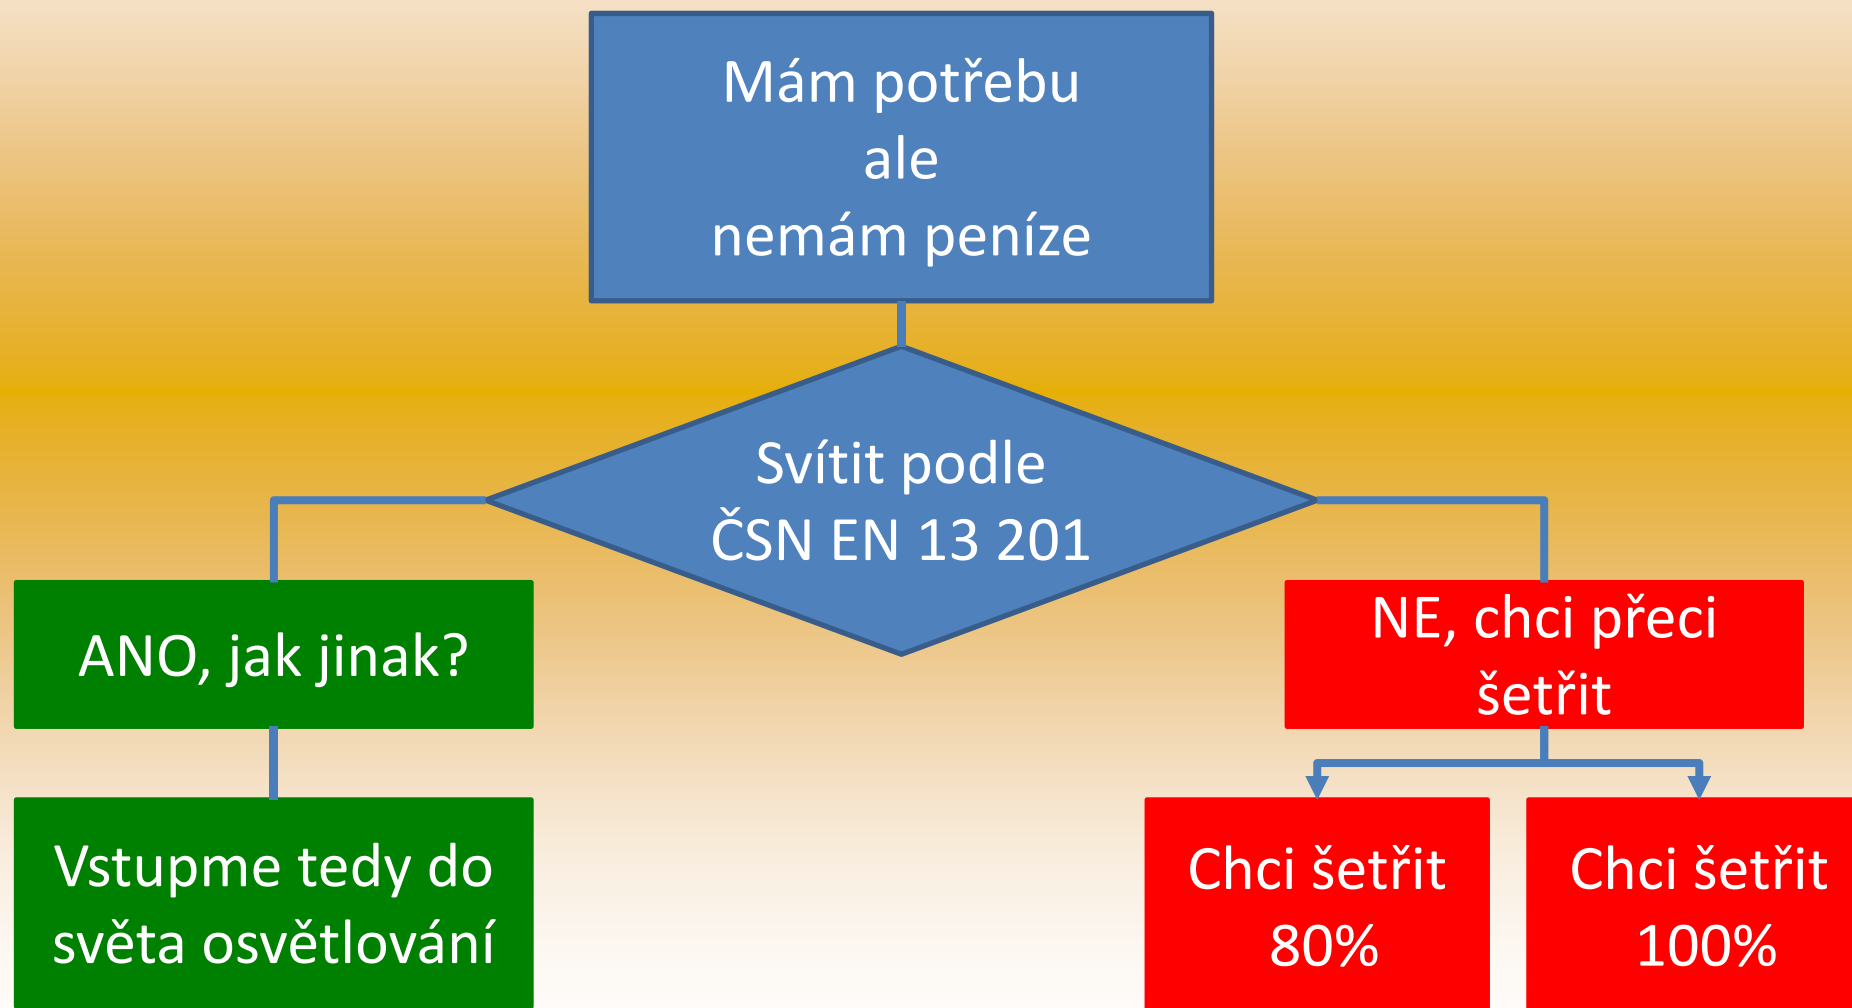 Mám potřebu
ale
nemám peníze
Svítit podle
ČSN EN 13 201
ANO, jak jinak?
NE, chci přeci
šetřit
Vstupme tedy do
světa osvětlování
Chci šetřit
80%
Chci šetřit
100%